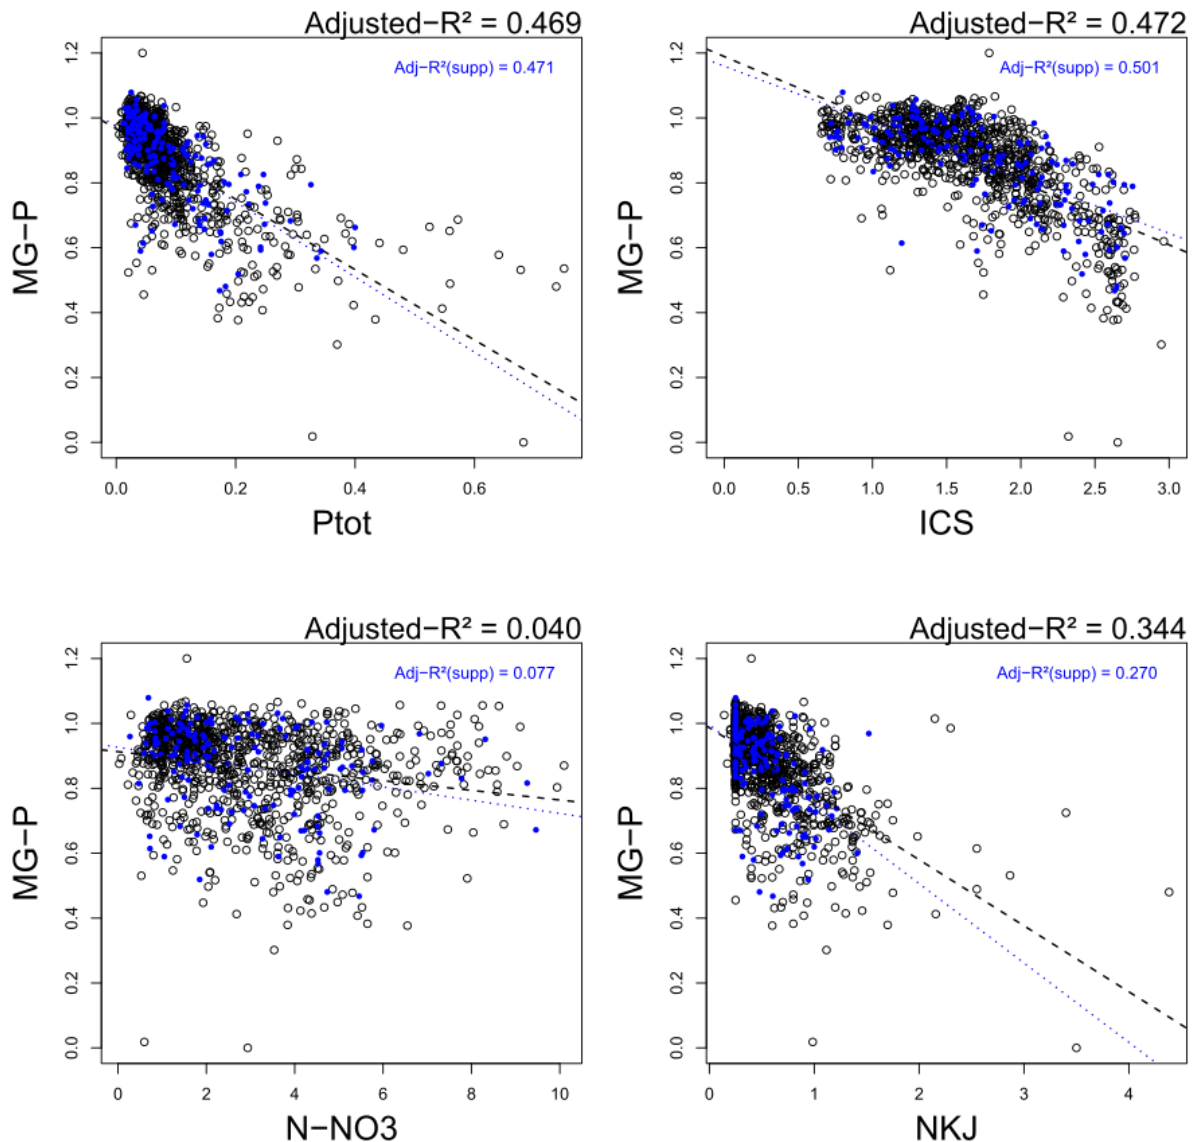 Adjusted−R² = 0.469
Adj−R²(supp) = 0.471
MG−P
1.2
1.0
0.8
0.6
0.4
0.2
0.0
0.0 0.2 0.4 0.6
Ptot
Adjusted−R² = 0.472
Adj−R²(supp) = 0.501
MG−P
1.2
1.0
0.8
0.6
0.4
0.2
0.0
0.0 0.5 1.0 1.5 2.0 2.5 3.0
ICS
Adjusted−R² = 0.040
Adj−R²(supp) = 0.077
MG−P
1.2
1.0
0.8
0.6
0.4
0.2
0.0
0 2 4 6 8 10
N−NO3
Adjusted−R² = 0.344
Adj−R²(supp) = 0.270
MG−P
1.2
1.0
0.8
0.6
0.4
0.2
0.0
0 1 2 3 4
NKJ